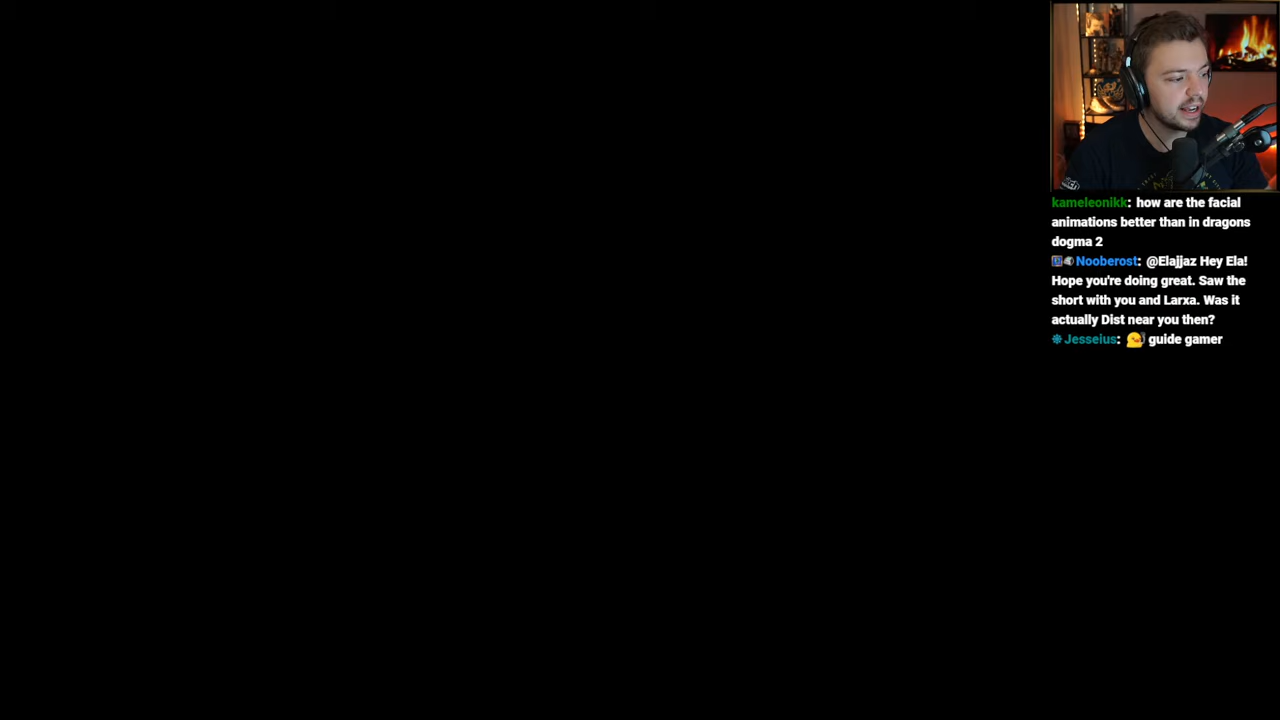 kameleonikk: how are the facial
animations better than in dragons
dogma 2
Nooberost: @Elajjaz Hey Ela!
Hope you're doing great. Saw the
short with you and Larxa. Was it
actually Dist near you then?
Jesseius: guide gamer